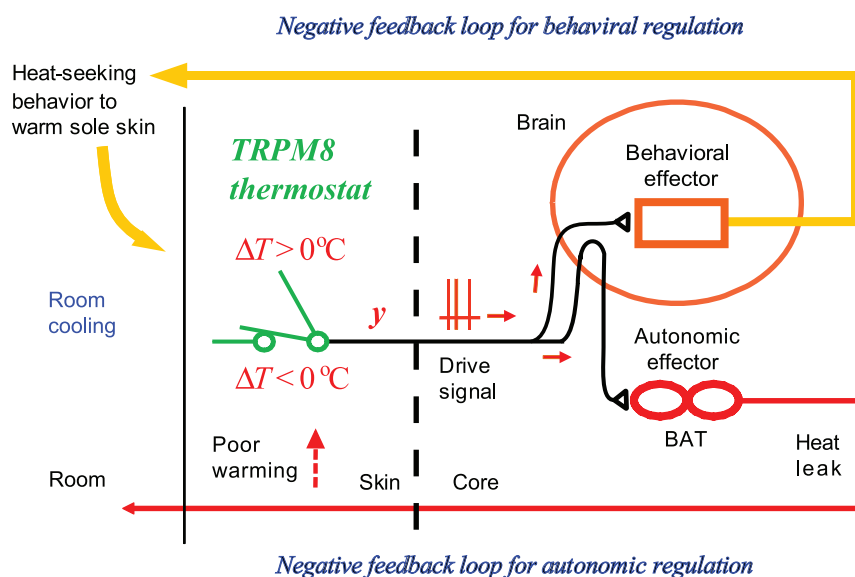 Negative feedback loop for behaviral regulation
Heat-seeking
behavior to
warm sole skin
Brain
TRPM8
thermostat
Behavioral
effector
ΔT > 0°C
Room
cooling
y
ΔT < 0°C
Drive
signal
Autonomic
effector
BAT
Poor
warming
Heat
leak
Room
Skin
Core
Negative feedback loop for autonomic regulation